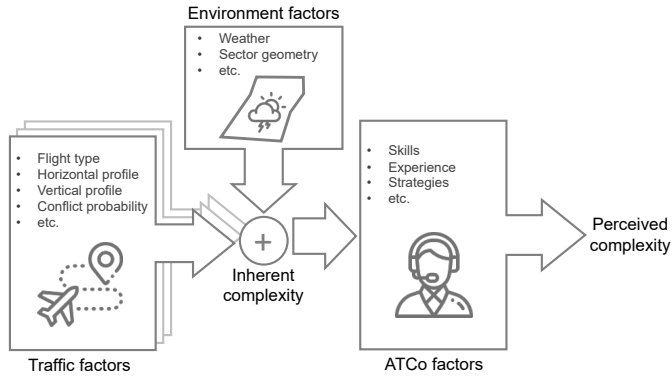 Environment factors
• Weather
• Sector geometry
• etc.
• Flight type
• Horizontal profile
• Vertical profile
• Conflict probability
• etc.
Traffic factors
+
Inherent
complexity
• Skills
• Experience
• Strategies
• etc.
ATCo factors
Perceived
complexity